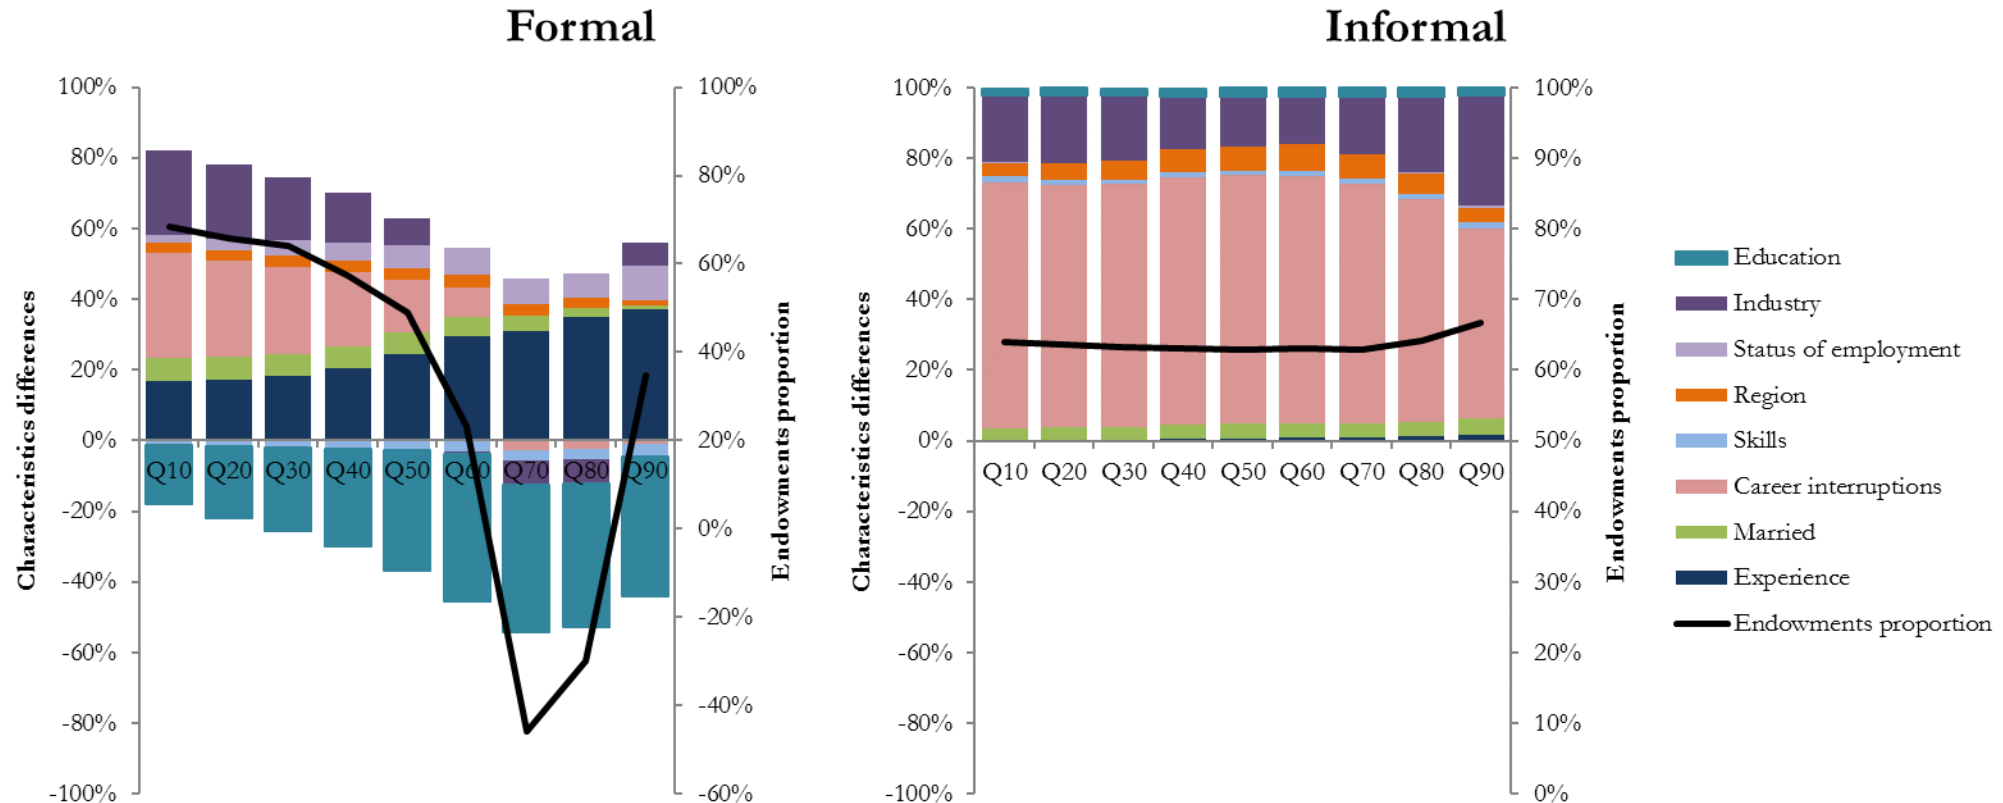 Formal
Informal
100%
80%
60%
40%
20%
0%
-20%
-40%
-60%
-80%
-100%
Characteristics differences
Q10 Q20 Q30 Q40 Q50 Q60 Q70 Q80 Q90
100%
80%
60%
40%
20%
0%
-20%
-40%
-60%
Endowments proportion
100%
80%
60%
40%
20%
0%
-20%
-40%
-60%
-80%
-100%
Characteristics differences
Q10 Q20 Q30 Q40 Q50 Q60 Q70 Q80 Q90
100%
90%
80%
70%
60%
50%
40%
30%
20%
10%
0%
Endowments proportion
Education
Industry
Status of employment
Region
Skills
Career interruptions
Married
Experience
Endowments proportion